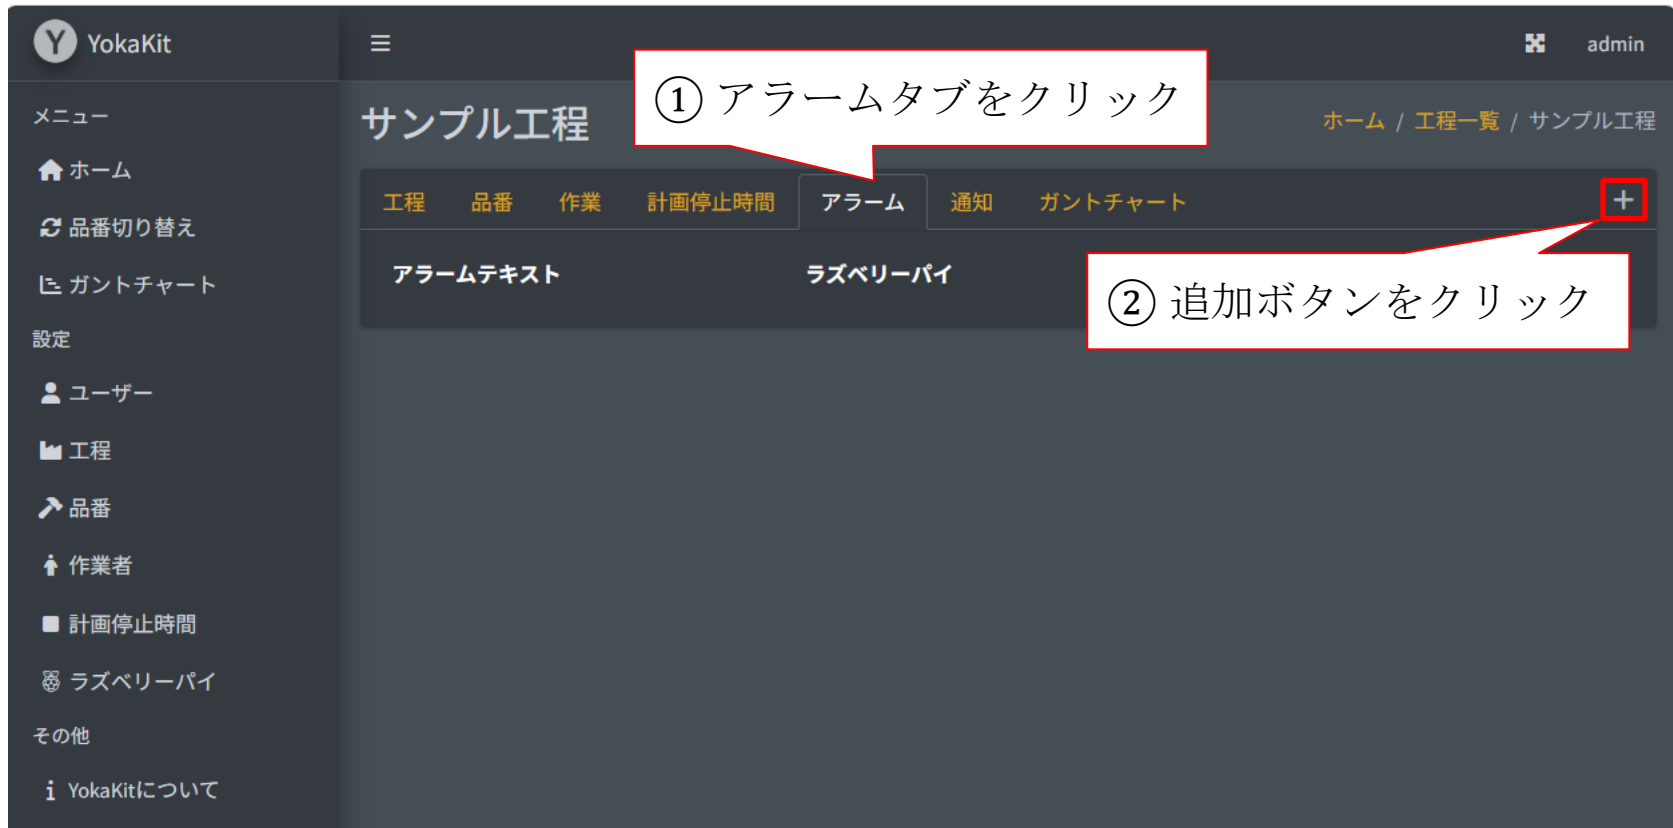 Y YokaKit
admin
① アラームタブをクリック
メニュー
サンプル工程
ホーム / 工程一覧 / サンプル工程
ホーム
工程 品番 作業 計画停止時間 アラーム 通知 ガントチャート +
品番切り替え
アラームテキスト ラズベリーパイ
② 追加ボタンをクリック
ガントチャート
設定
ユーザー
工程
品番
作業者
計画停止時間
ラズベリーパイ
その他
YokaKitについて